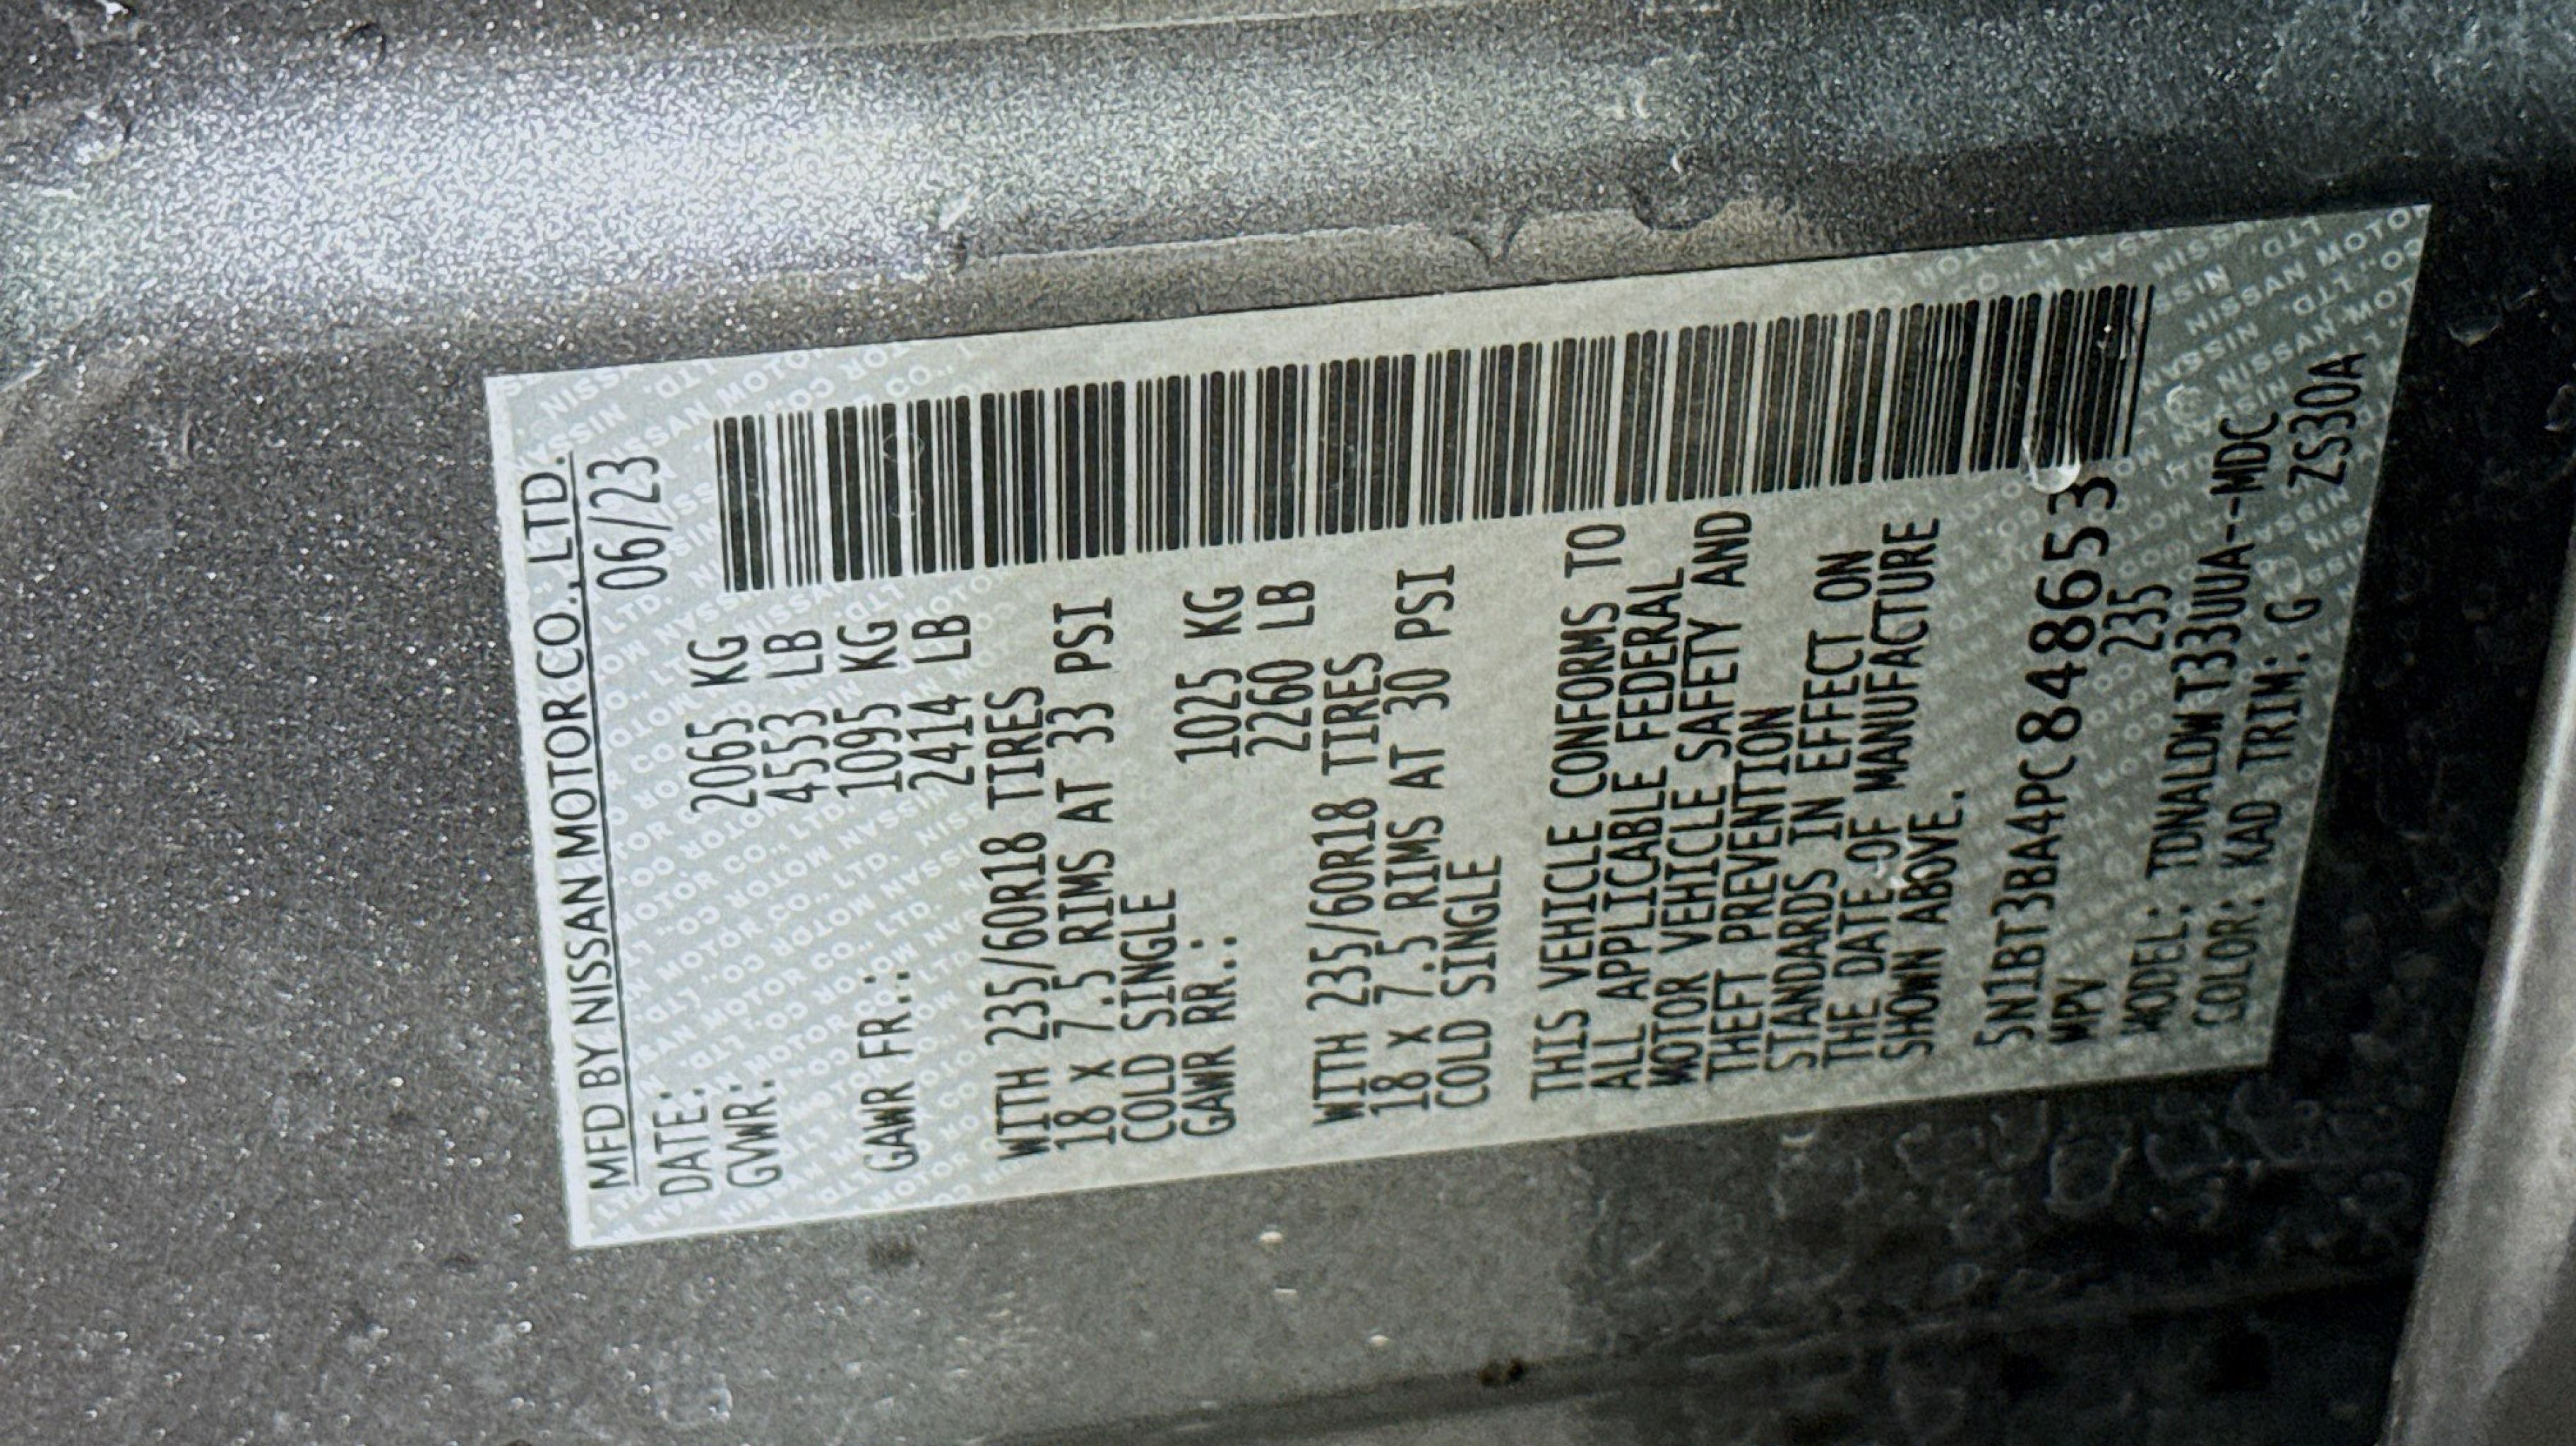 MFD BY NISSAN MOTOR CO., LTD.
DATE: 06/23
GVWR: 2065 KG
4553 LB
GAWR FR.: 1095 KG
2414 LB
WITH 235/60R18 TIRES
18 X 7.5 RIMS AT 33 PSI
COLD SINGLE
GAWR RR.: 1025 KG
2260 LB
WITH 235/60R18 TIRES
18 X 7.5 RIMS AT 30 PSI
COLD SINGLE
THIS VEHICLE CONFORMS TO
ALL APPLICABLE FEDERAL
MOTOR VEHICLE SAFETY AND
THEFT PREVENTION
STANDARDS IN EFFECT ON
THE DATE OF MANUFACTURE
SHOWN ABOVE.
5N1BT3BA4PC848653
MPV 235
MODEL: TDNALDW T33UUA--MDC
COLOR: KAD TRIM: G ZS30A